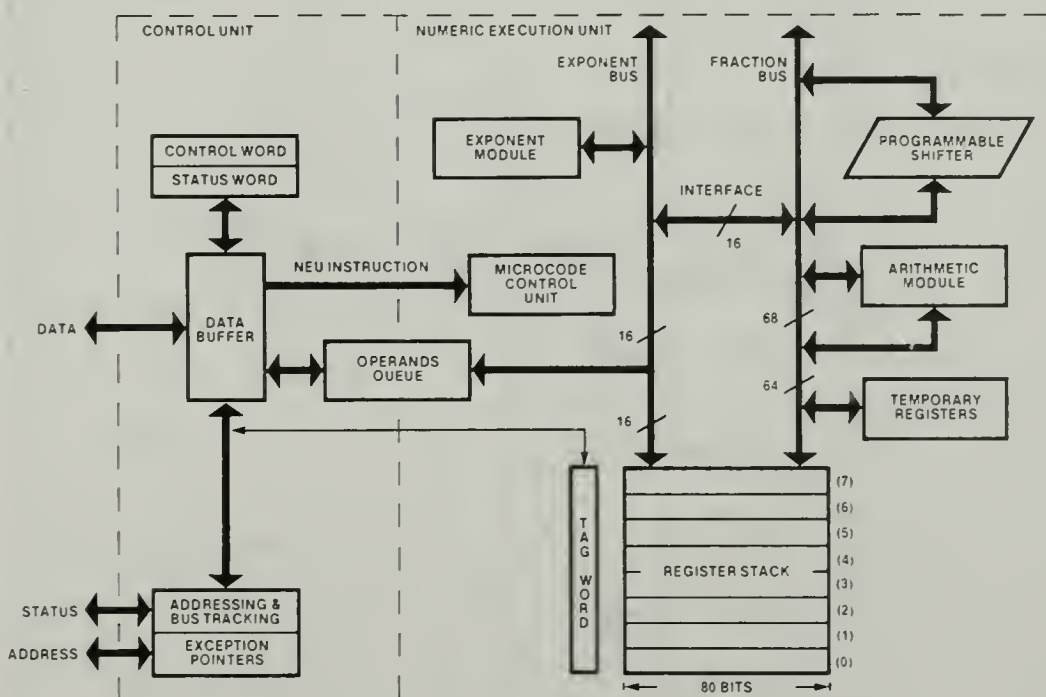 CONTROL UNIT
NUMERIC EXECUTION UNIT
EXPONENT
BUS
FRACTION
BUS
PROGRAMMABLE
SHIFTER
EXPONENT
MODULE
CONTROL WORD
STATUS WORD
INTERFACE
16
NEU INSTRUCTION
MICROCODE
CONTROL
UNIT
ARITHMETIC
MODULE
DATA
DATA
BUFFER
68
16
OPERANDS
QUEUE
64
TEMPORARY
REGISTERS
16
TAG WORD
(7)
(6)
(5)
(4)
REGISTER STACK
(3)
(2)
(1)
(0)
STATUS
ADDRESSING &
BUS TRACKING
ADDRESS
EXCEPTION
POINTERS
80 BITS